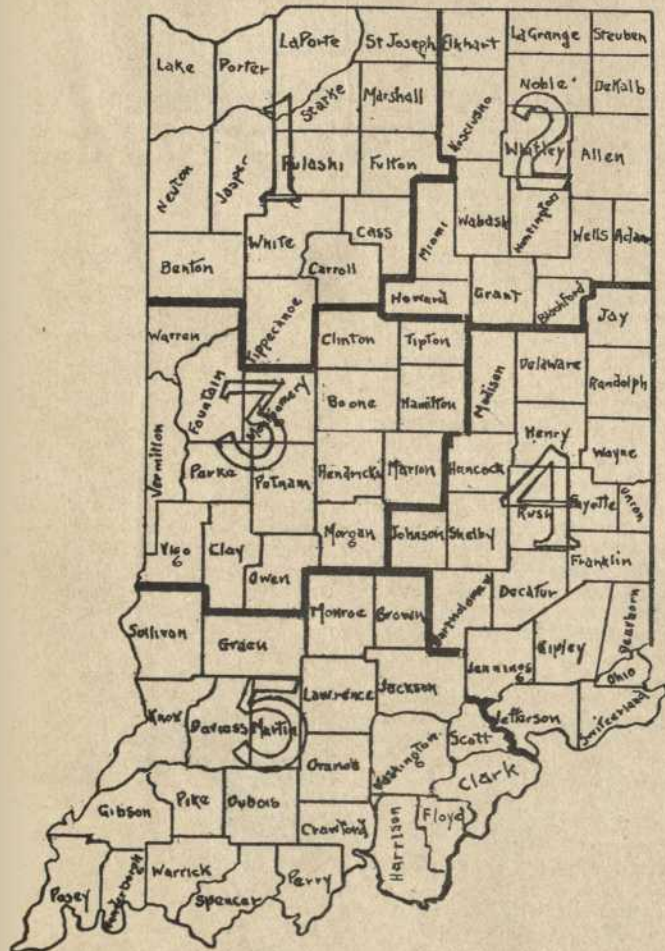 LaPorte St Joseph Elkhart LaGrange Steuben
Lake Porter
Starke Marshall Kosciusko Noble DeKalb
1 2
Whitley Allen
Newton Jasper Pulaski Fulton
Miami Wabash Huntington Wells Adams
White Cass
Benton Carroll
Howard Grant Blackford
Jay
Warren Tippecanoe Clinton Tipton
Madison Delaware
Randolph
Fountain 3 Montgomery Boone Hamilton
Henry
Wayne
Vermillion Parke Putnam Hendricks Marion Hancock
4
Rush Fayette Union
Vigo Clay Morgan Johnson Shelby
Franklin
Owen
Monroe Brown Bartholomew Decatur
Dearborn
Sullivan Green
Ripley
Jennings
Ohio
Lawrence Jackson
Knox Daviess Martin 5
Jefferson Switzerland
Washington Scott
Orange
Clark
Gibson Pike Dubois
Crawford Harrison Floyd
Posey Vanderburgh Warrick Spencer Perry